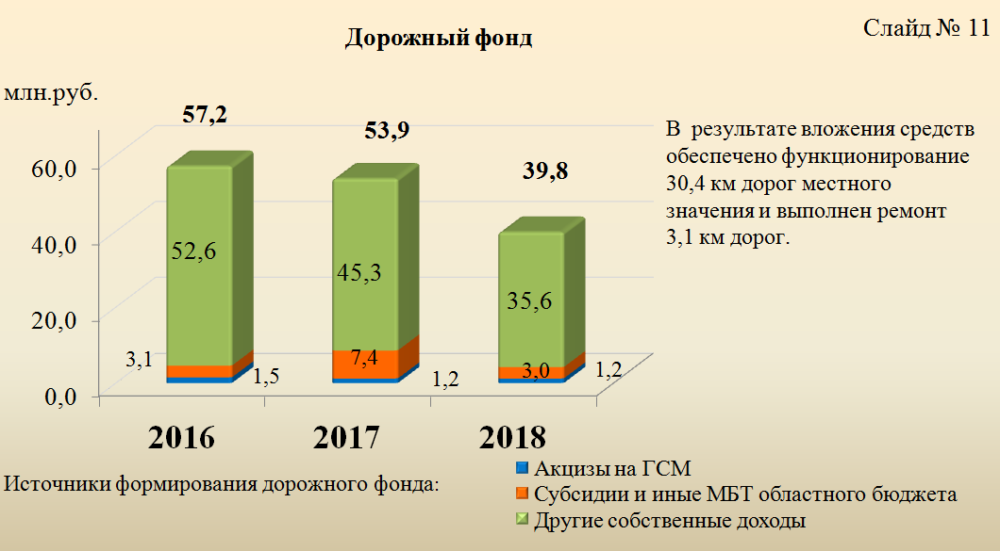 Слайд № 11
Дорожный фонд
млн.руб.
57,2
53,9
39,8
60,0
40,0
20,0
0,0
52,6
45,3
35,6
3,1
7,4
3,0
1,5
1,2
1,2
2016
2017
2018
В результате вложения средств
обеспечено функционирование
30,4 км дорог местного
значения и выполнен ремонт
3,1 км дорог.
Источники формирования дорожного фонда:
Акцизы на ГСМ
Субсидии и иные МБТ областного бюджета
Другие собственные доходы